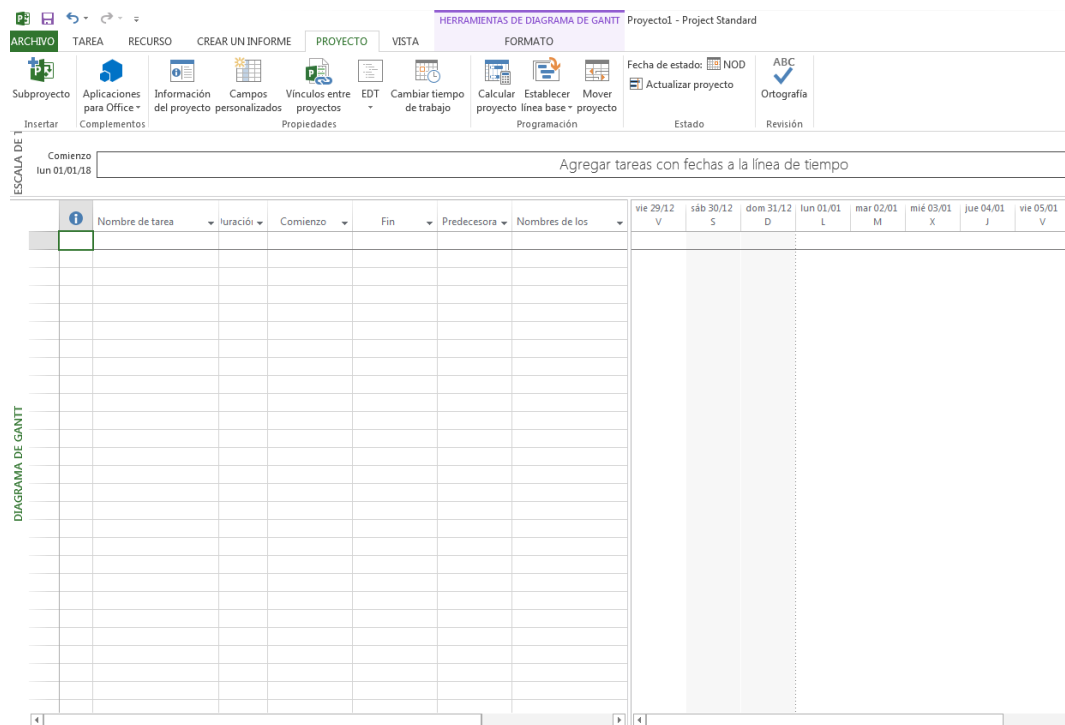 HERRAMIENTAS DE DIAGRAMA DE GANTT Proyecto1 - Project Standard
ARCHIVO TAREA RECURSO CREAR UN INFORME PROYECTO VISTA FORMATO
Subproyecto
Aplicaciones para Office
Información del proyecto
Campos personalizados
Vínculos entre proyectos
EDT
Cambiar tiempo de trabajo
Calcular proyecto
Establecer línea base
Mover proyecto
Fecha de estado: NOD
Actualizar proyecto
ABC
Ortografía
Insertar Complementos Propiedades Programación Estado Revisión
ESCALA DE T
Comienzo
lun 01/01/18
Agregar tareas con fechas a la línea de tiempo
Nombre de tarea Duració Comienzo Fin Predecesora Nombres de los
vie 29/12 sáb 30/12 dom 31/12 lun 01/01 mar 02/01 mié 03/01 jue 04/01 vie 05/01
V S D L M X J V
DIAGRAMA DE GANTT